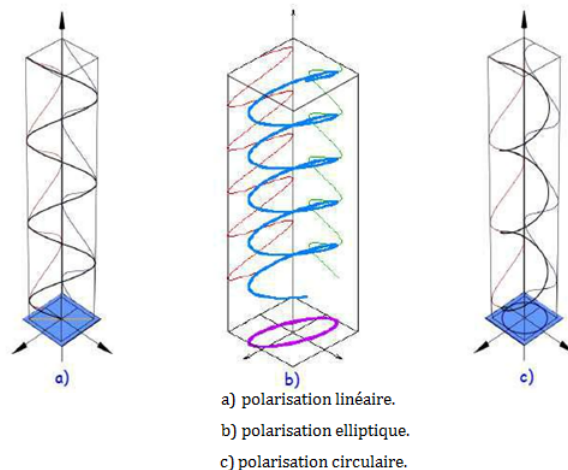 a)
b)
c)
a) polarisation linéaire.
b) polarisation elliptique.
c) polarisation circulaire.